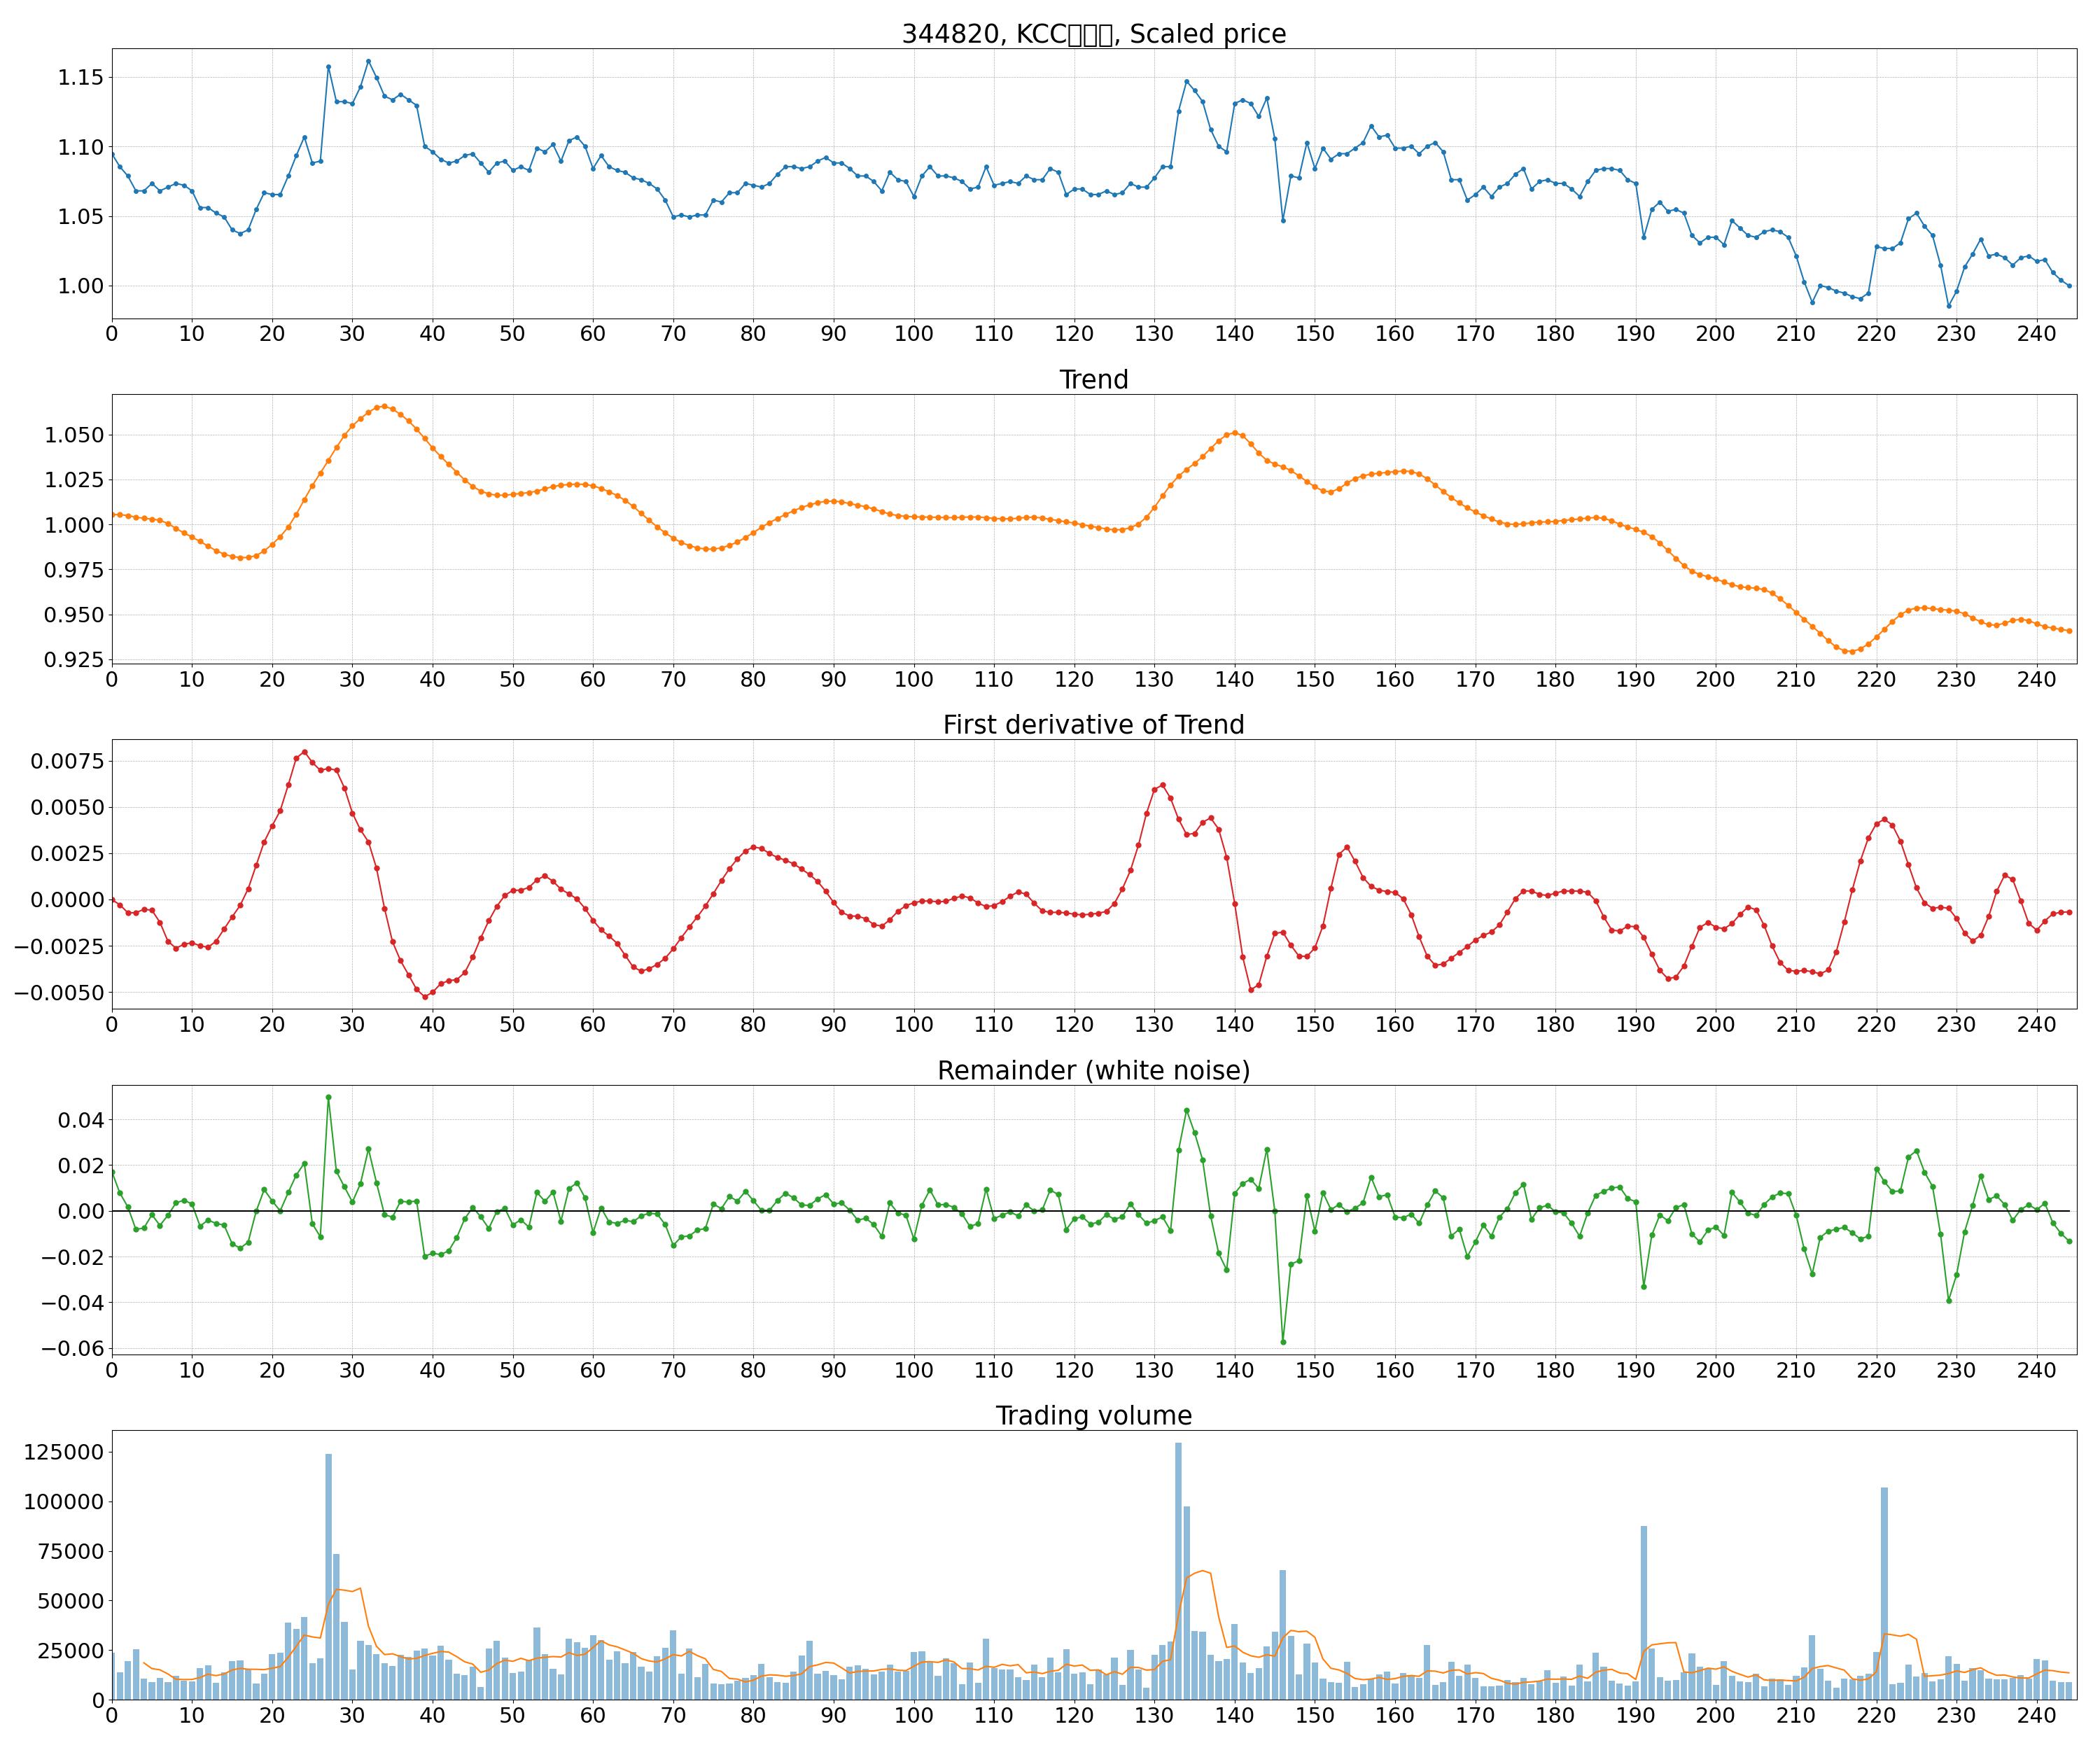 344820, KCC□□□, Scaled price
1.15
1.10
1.05
1.00
0 10 20 30 40 50 60 70 80 90 100 110 120 130 140 150 160 170 180 190 200 210 220 230 240
Trend
1.050
1.025
1.000
0.975
0.950
0.925
0 10 20 30 40 50 60 70 80 90 100 110 120 130 140 150 160 170 180 190 200 210 220 230 240
First derivative of Trend
0.0075
0.0050
0.0025
0.0000
−0.0025
−0.0050
0 10 20 30 40 50 60 70 80 90 100 110 120 130 140 150 160 170 180 190 200 210 220 230 240
Remainder (white noise)
0.04
0.02
0.00
−0.02
−0.04
−0.06
0 10 20 30 40 50 60 70 80 90 100 110 120 130 140 150 160 170 180 190 200 210 220 230 240
Trading volume
125000
100000
75000
50000
25000
0
0 10 20 30 40 50 60 70 80 90 100 110 120 130 140 150 160 170 180 190 200 210 220 230 240